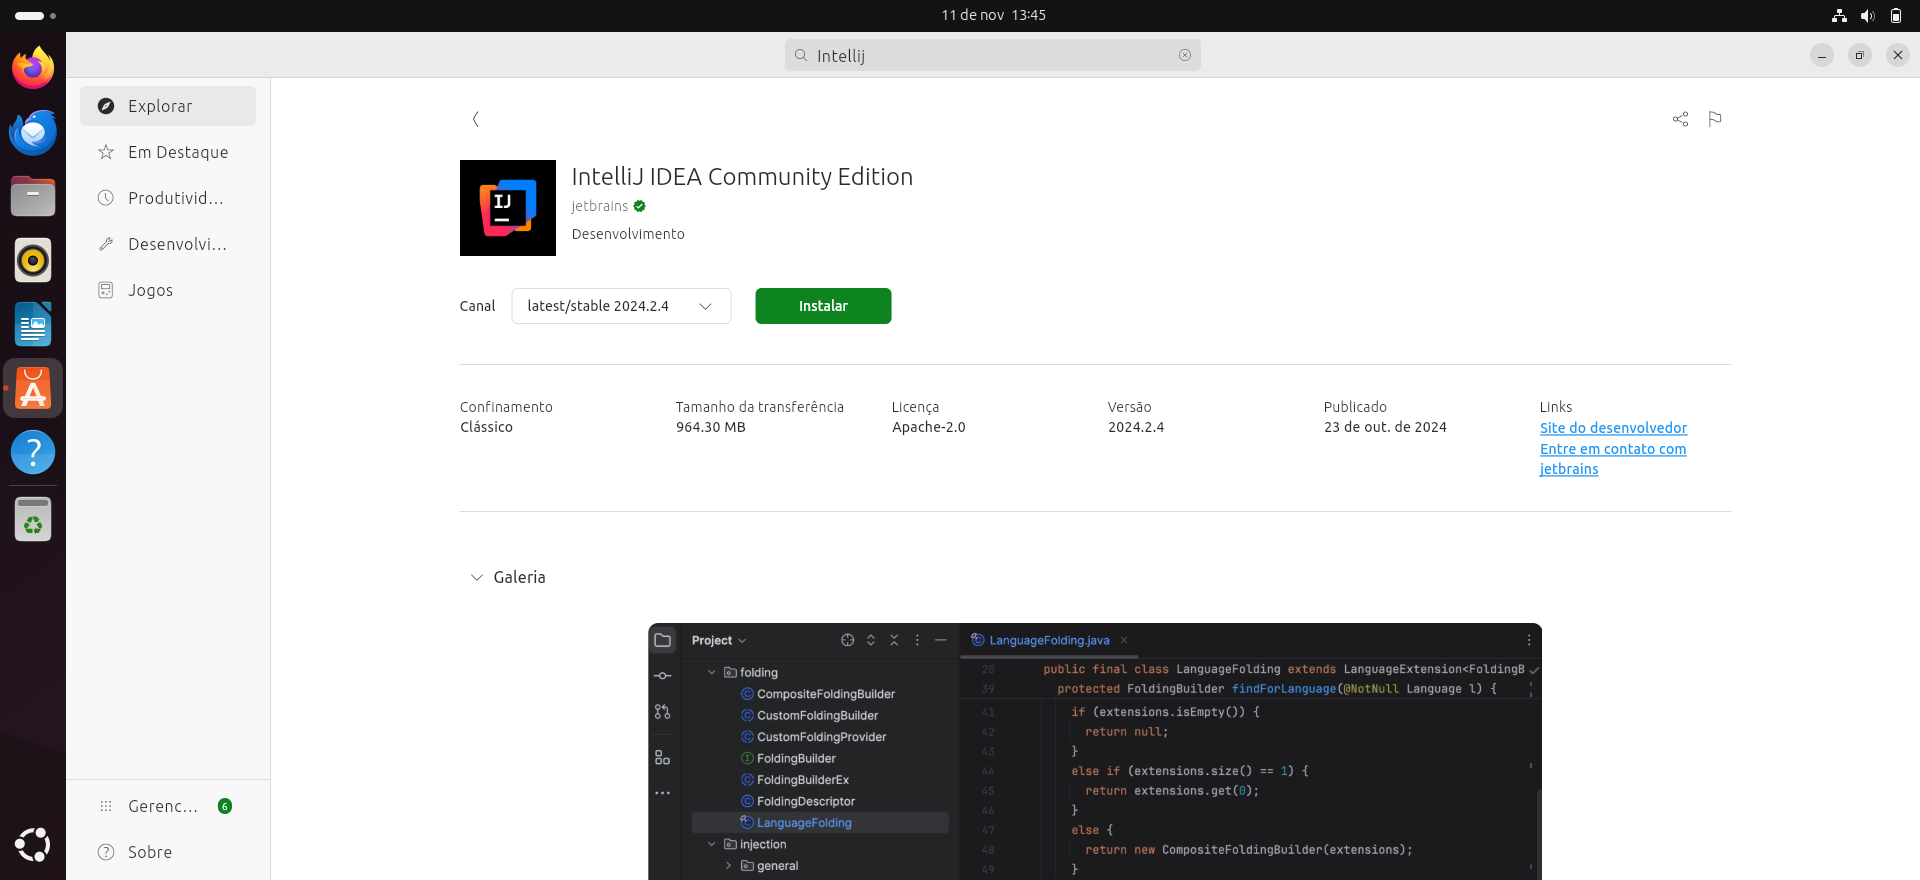 11 de nov 13:45
Intellij
Explorar
Em Destaque
Produtivid...
Desenvolvi...
Jogos
Gerenc... 6
Sobre
IJ
IntelliJ IDEA Community Edition
jetbrains
Desenvolvimento
Canal latest/stable 2024.2.4 Instalar
Confinamento
Clássico
Tamanho da transferência
964.30 MB
Licença
Apache-2.0
Versão
2024.2.4
Publicado
23 de out. de 2024
Links
Site do desenvolvedor
Entre em contato com
jetbrains
Galeria
Project
folding
CompositeFoldingBuilder
CustomFoldingBuilder
CustomFoldingProvider
FoldingBuilder
FoldingBuilderEx
FoldingDescriptor
LanguageFolding
injection
general
LanguageFolding.java
20 public final class LanguageFolding extends LanguageExtension<FoldingB
39 protected FoldingBuilder findForLanguage(@NotNull Language l) {
41 if (extensions.isEmpty()) {
42 return null;
43 }
44 else if (extensions.size() == 1) {
45 return extensions.get(0);
46 }
47 else {
48 return new CompositeFoldingBuilder(extensions);
49 }